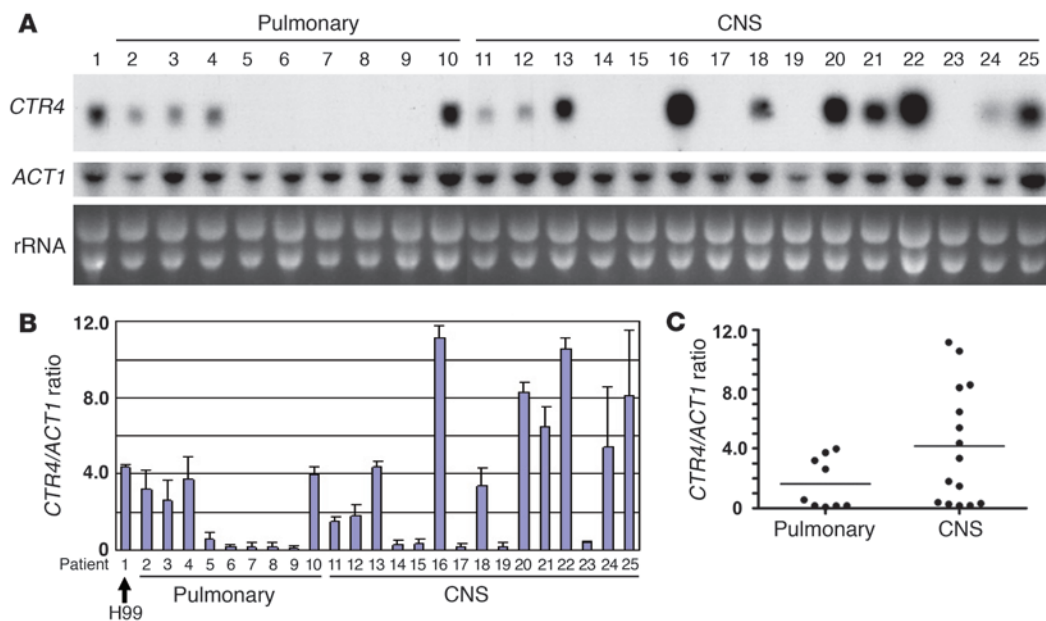 A
Pulmonary
CNS
1 2 3 4 5 6 7 8 9 10 11 12 13 14 15 16 17 18 19 20 21 22 23 24 25
CTR4
ACT1
rRNA
B
CTR4/ACT1 ratio
12.0
8.0
4.0
0
Patient 1 2 3 4 5 6 7 8 9 10 11 12 13 14 15 16 17 18 19 20 21 22 23 24 25
H99
Pulmonary
CNS
C
CTR4/ACT1 ratio
12.0
8.0
4.0
0
Pulmonary
CNS